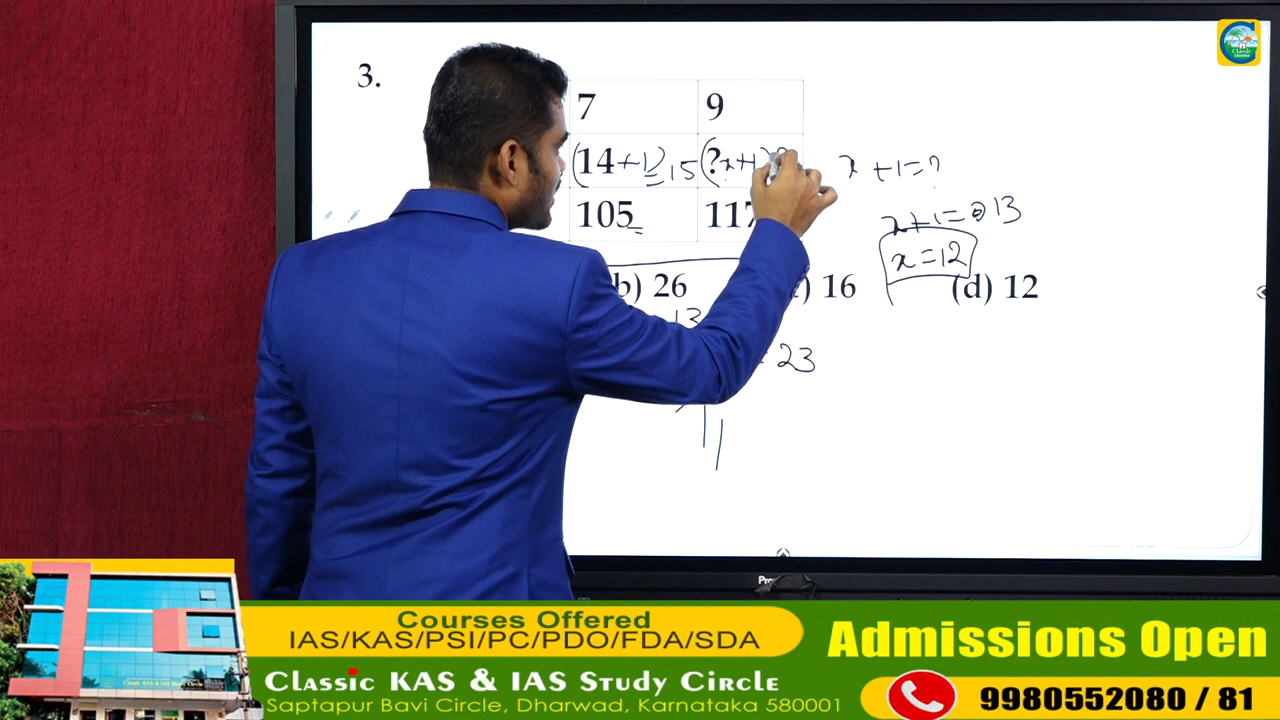 3.
7 9
(14 +1) 15 (? x+1) x +1=?
105 117 x+1= 13
x =12
b) 26 16 (d) 12
13
23
Courses Offered
IAS/KAS/PSI/PC/PDO/FDA/SDA
Classic KAS & IAS Study Circle
Saptapur Bavi Circle, Dharwad, Karnataka 580001
Admissions Open
9980552080 / 81